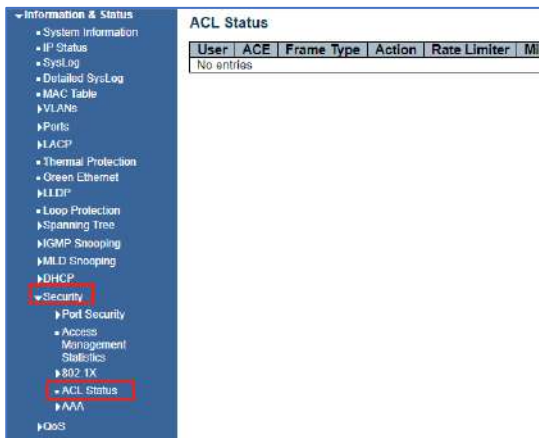 Information & Status
System Information
IP Status
SysLog
Detailed SysLog
MAC Table
VLANs
Ports
LACP
Thermal Protection
Green Ethernet
LLDP
Loop Protection
Spanning Tree
IGMP Snooping
MLD Snooping
DHCP
Security
Port Security
Access
Management
Statistics
802.1X
ACL Status
AAA
QoS
ACL Status
User ACE Frame Type Action Rate Limiter
No entries